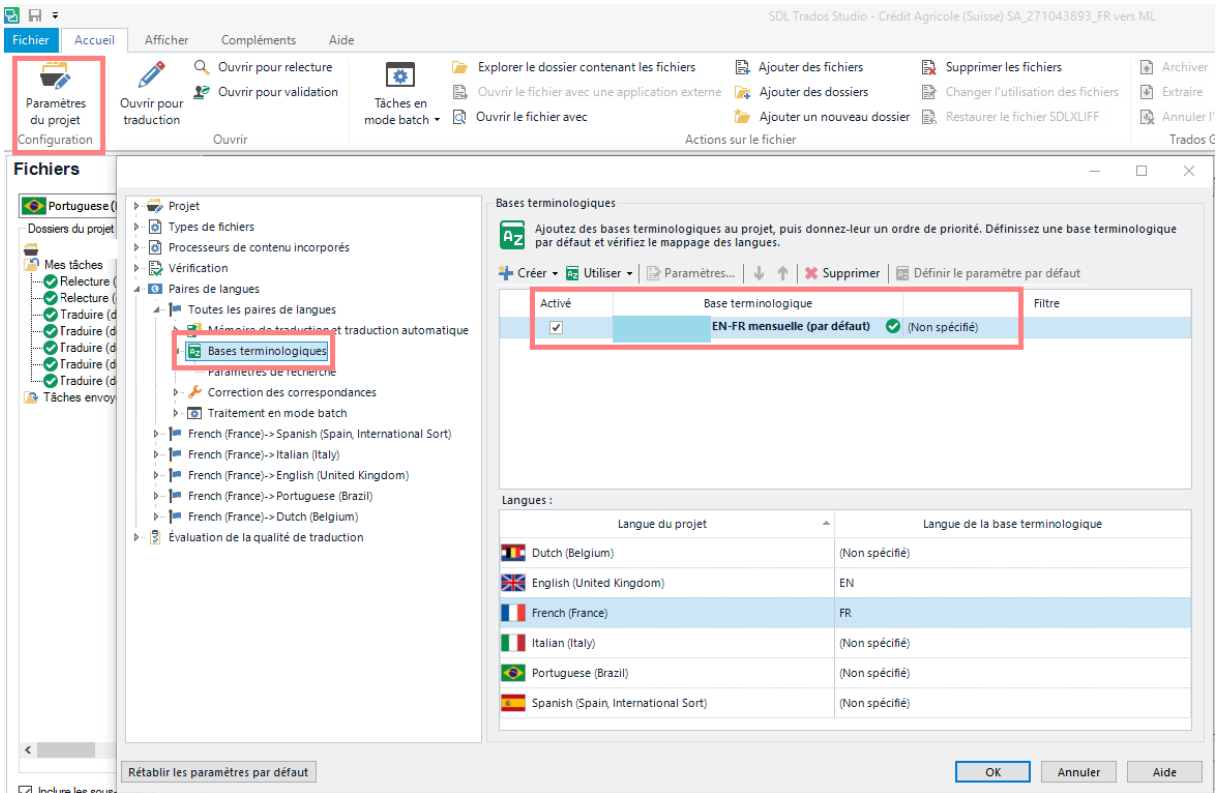 SDL Trados Studio - Crédit Agricole (Suisse) SA_271043893_FR vers ML
Fichier Accueil Afficher Compléments Aide
Paramètres du projet
Configuration
Ouvrir pour traduction
Ouvrir pour relecture
Ouvrir pour validation
Ouvrir
Tâches en mode batch
Explorer le dossier contenant les fichiers
Ouvrir le fichier avec une application externe
Ouvrir le fichier avec
Ajouter des fichiers
Ajouter des dossiers
Ajouter un nouveau dossier
Supprimer les fichiers
Changer l'utilisation des fichiers
Restaurer le fichier SDLXLIFF
Actions sur le fichier
Archiver
Extraire
Annuler l'
Trados G
Fichiers
Portuguese (
Dossiers du projet
Mes tâches
Relecture (
Relecture (
Traduire (d
Traduire (d
Traduire (d
Traduire (d
Traduire (d
Tâches envoy
Projet
Types de fichiers
Processeurs de contenu incorporés
Vérification
Paires de langues
Toutes les paires de langues
Mémoire de traduction et traduction automatique
Bases terminologiques
Paramètres de recherche
Correction des correspondances
Traitement en mode batch
French (France)->Spanish (Spain, International Sort)
French (France)->Italian (Italy)
French (France)->English (United Kingdom)
French (France)->Portuguese (Brazil)
French (France)->Dutch (Belgium)
Évaluation de la qualité de traduction
Bases terminologiques
AZ
Ajoutez des bases terminologiques au projet, puis donnez-leur un ordre de priorité. Définissez une base terminologique
par défaut et vérifiez le mappage des langues.
Créer Utiliser Paramètres... Supprimer Définir le paramètre par défaut
Activé Base terminologique Filtre
EN-FR mensuelle (par défaut) (Non spécifié)
Langues :
Langue du projet Langue de la base terminologique
Dutch (Belgium) (Non spécifié)
English (United Kingdom) EN
French (France) FR
Italian (Italy) (Non spécifié)
Portuguese (Brazil) (Non spécifié)
Spanish (Spain, International Sort) (Non spécifié)
Rétablir les paramètres par défaut OK Annuler Aide